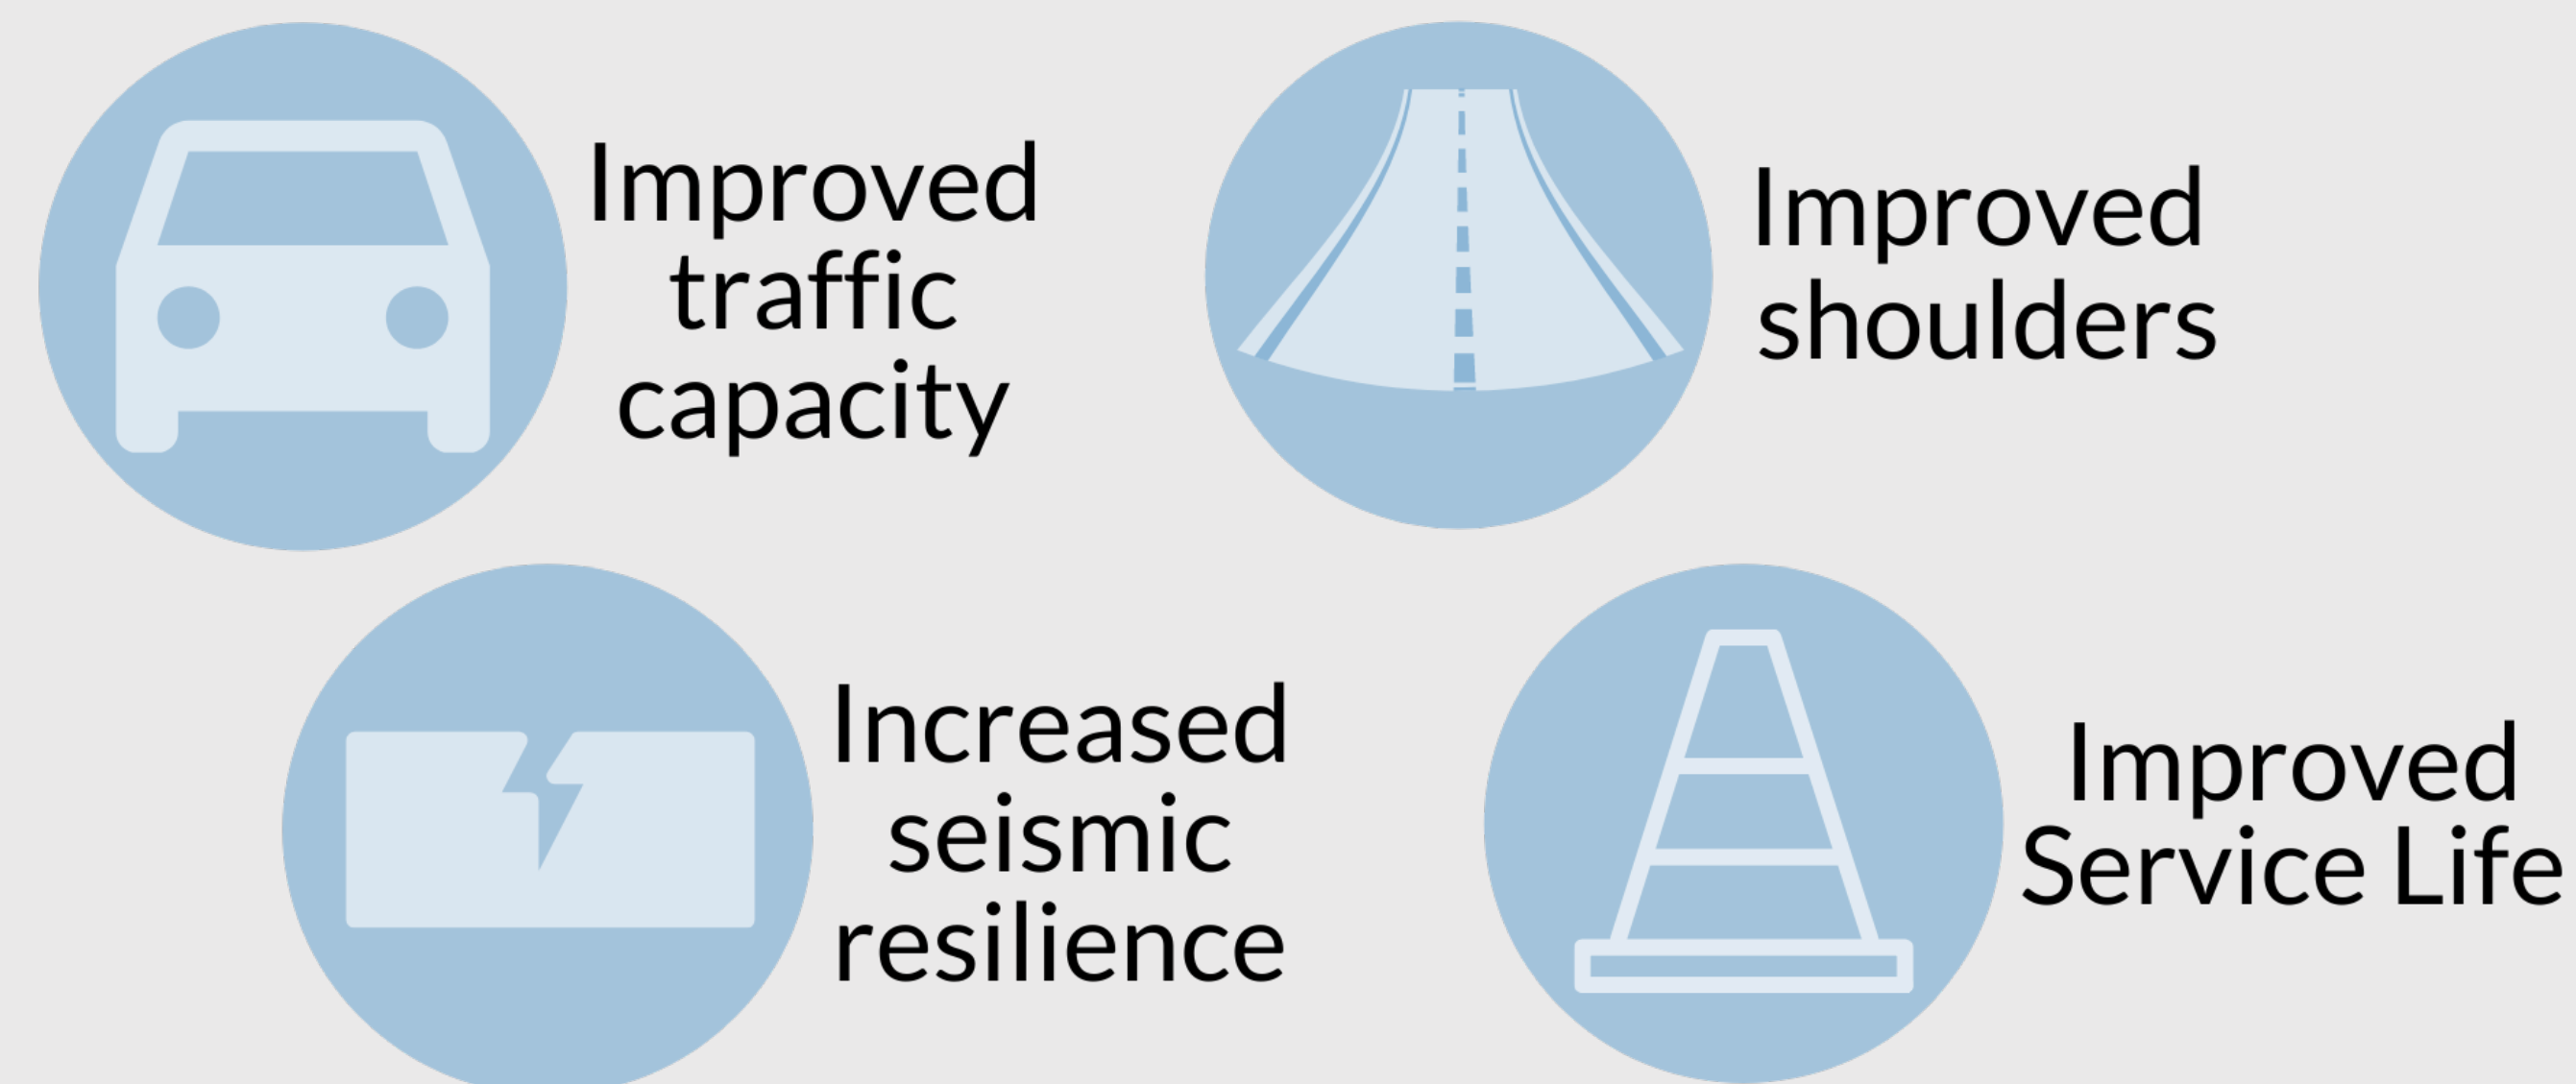 Improved
traffic
capacity
Improved
shoulders
Increased
seismic
resilience
Improved
Service Life